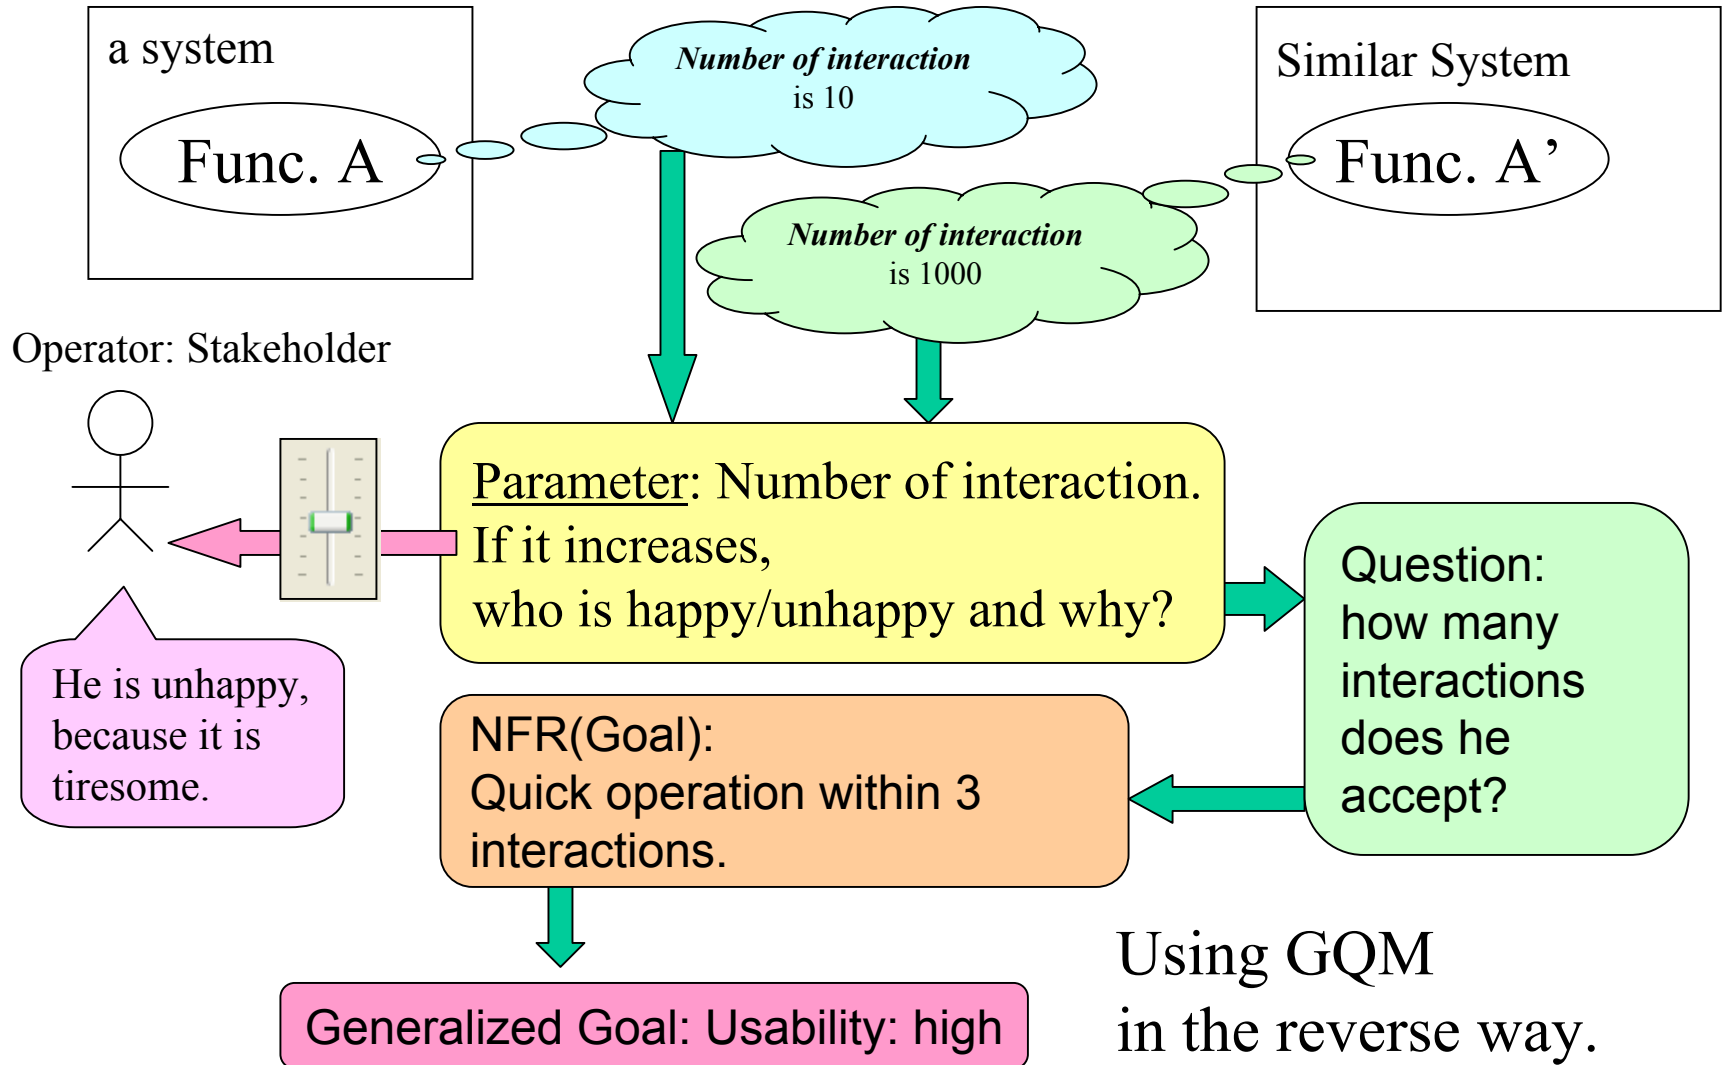 a system
Func. A
Number of interaction
is 10
Similar System
Func. A’
Number of interaction
is 1000
Operator: Stakeholder
Parameter: Number of interaction.
If it increases,
who is happy/unhappy and why?
Question:
how many
interactions
does he
accept?
He is unhappy,
because it is
tiresome.
NFR(Goal):
Quick operation within 3
interactions.
Generalized Goal: Usability: high
Using GQM
in the reverse way.